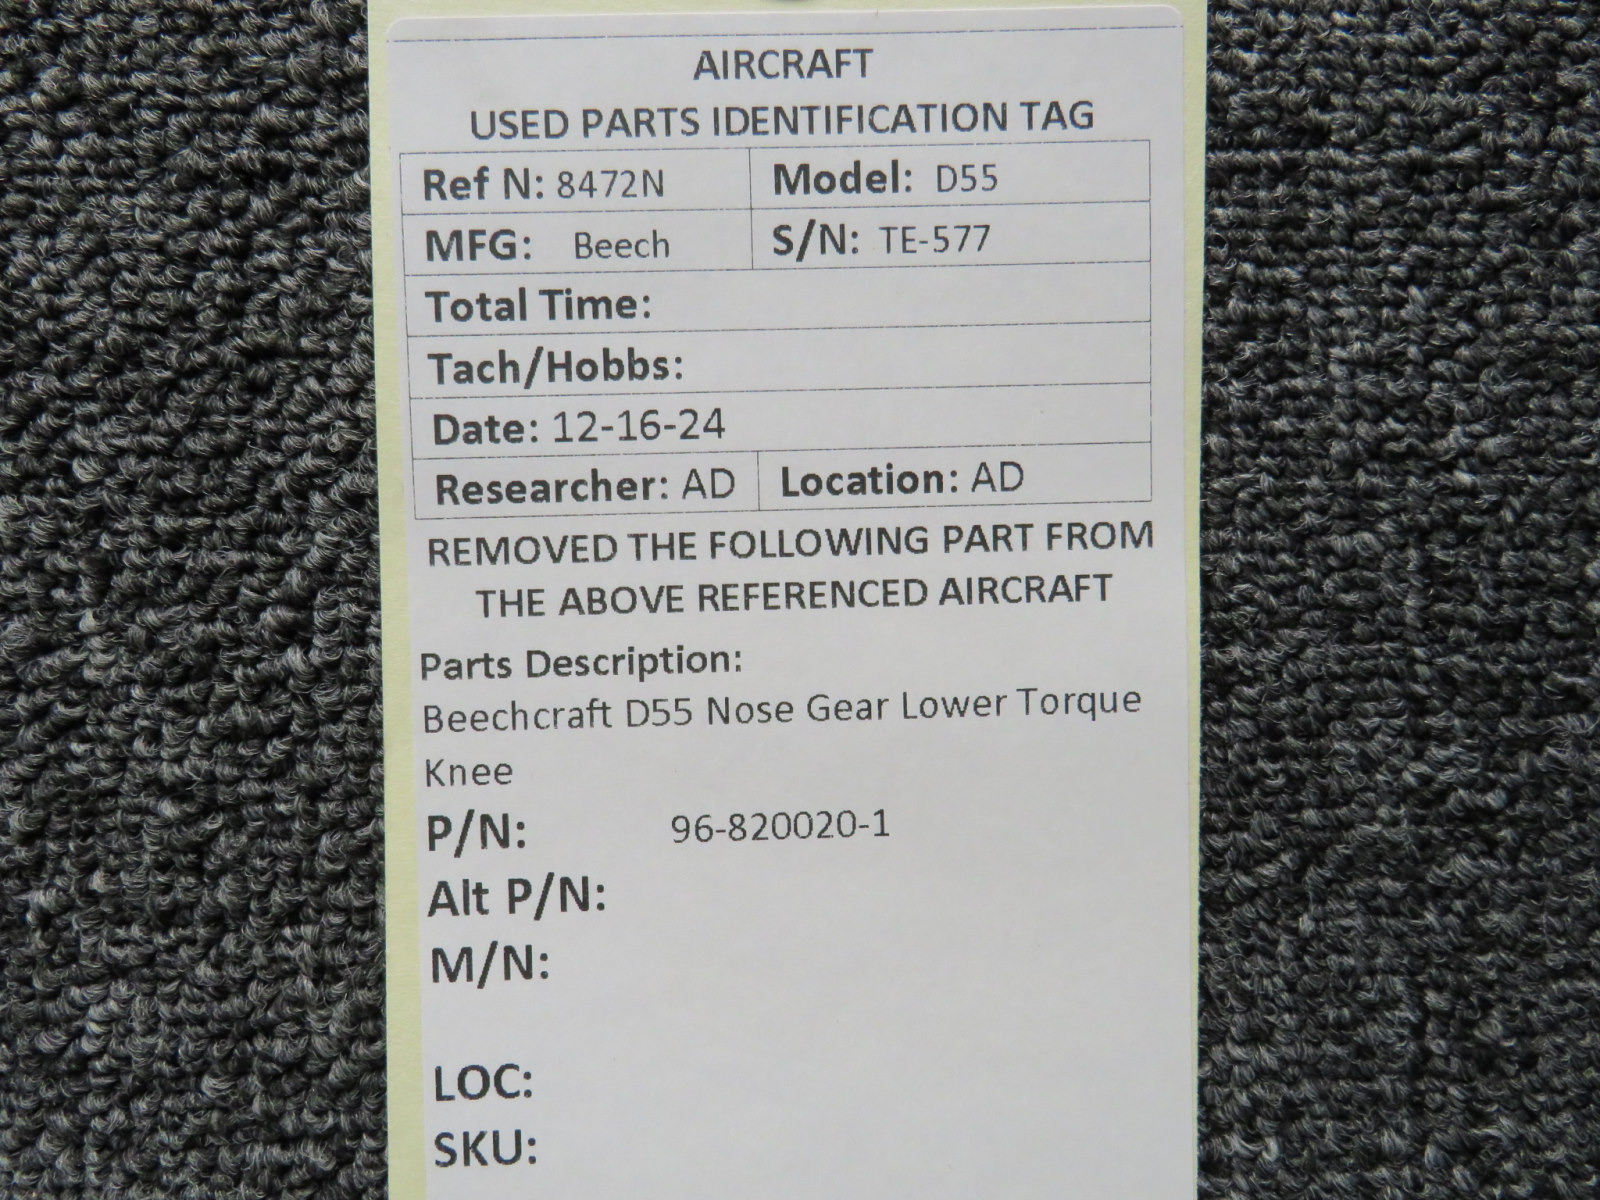 AIRCRAFT
USED PARTS IDENTIFICATION TAG
Ref N: 8472N Model: D55
MFG: Beech S/N: TE-577
Total Time:
Tach/Hobbs:
Date: 12-16-24
Researcher: AD Location: AD
REMOVED THE FOLLOWING PART FROM
THE ABOVE REFERENCED AIRCRAFT
Parts Description:
Beechcraft D55 Nose Gear Lower Torque
Knee
P/N: 96-820020-1
Alt P/N:
M/N:
LOC:
SKU: